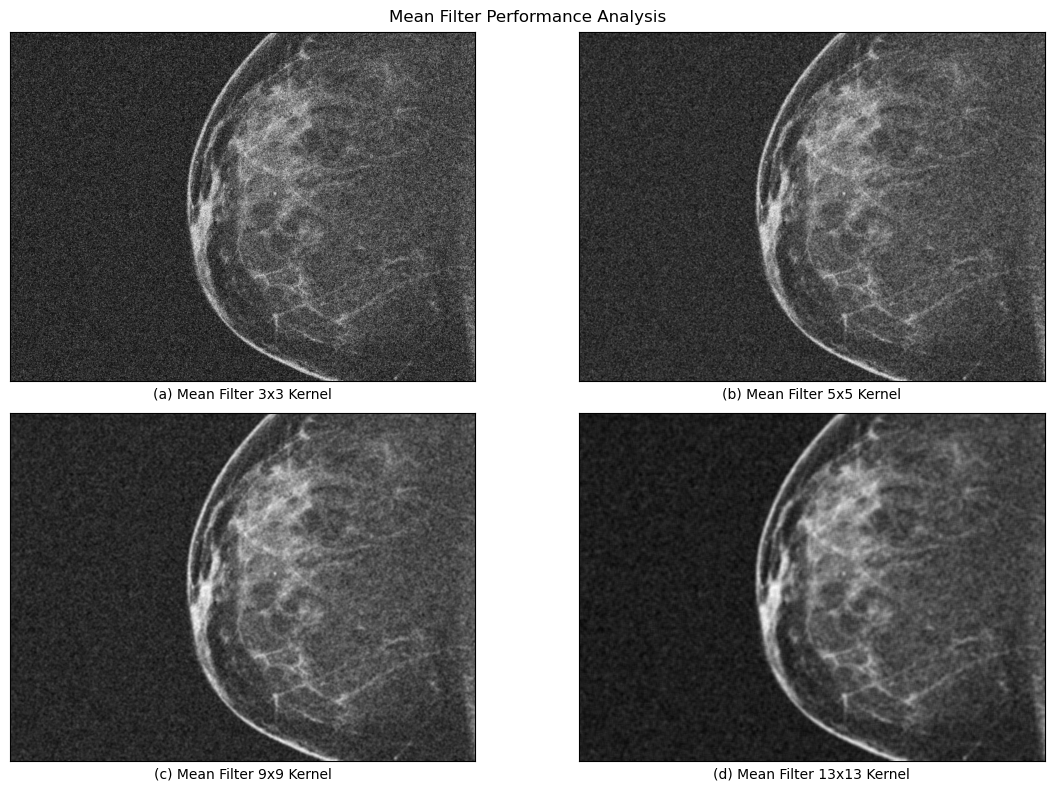 Mean Filter Performance Analysis
(a) Mean Filter 3x3 Kernel
(b) Mean Filter 5x5 Kernel
(c) Mean Filter 9x9 Kernel
(d) Mean Filter 13x13 Kernel